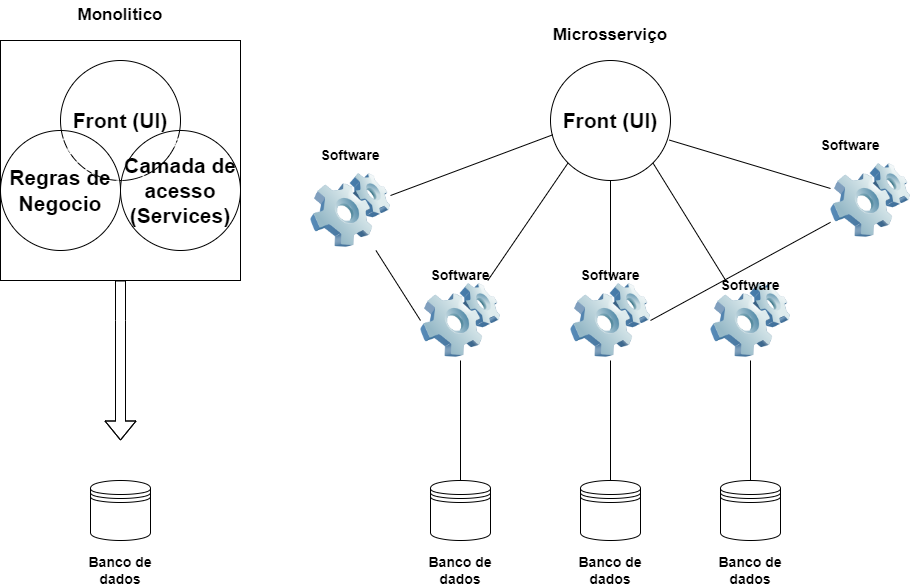 Monolitico
Front (UI)
Regras de
Negocio
Camada de
acesso
(Services)
Banco de
dados
Microsserviço
Front (UI)
Software
Software
Software
Software
Software
Banco de
dados
Banco de
dados
Banco de
dados